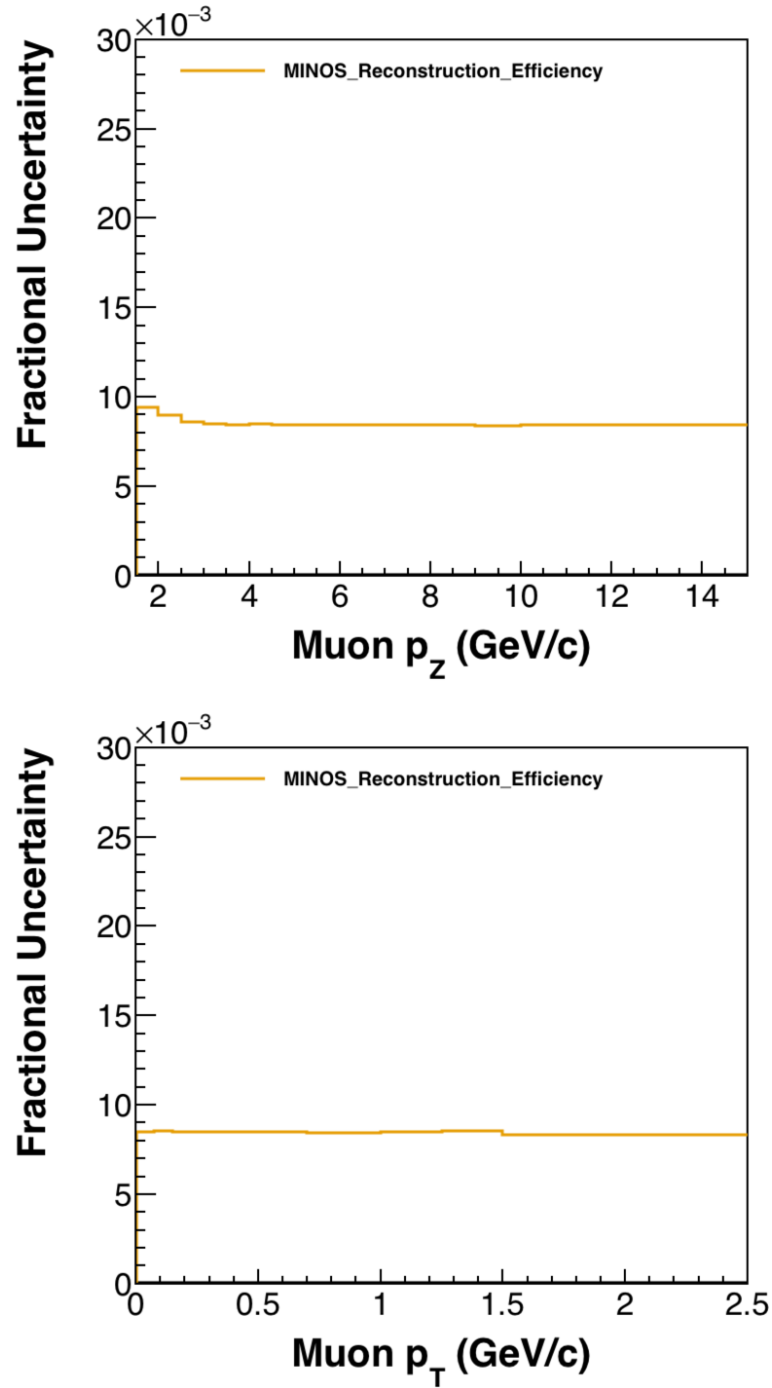 ×10⁻³
30
MINOS_Reconstruction_Efficiency
25
20
15
10
5
0
Fractional Uncertainty
2 4 6 8 10 12 14
Muon p_Z (GeV/c)
×10⁻³
30
MINOS_Reconstruction_Efficiency
25
20
15
10
5
0
Fractional Uncertainty
0 0.5 1 1.5 2 2.5
Muon p_T (GeV/c)